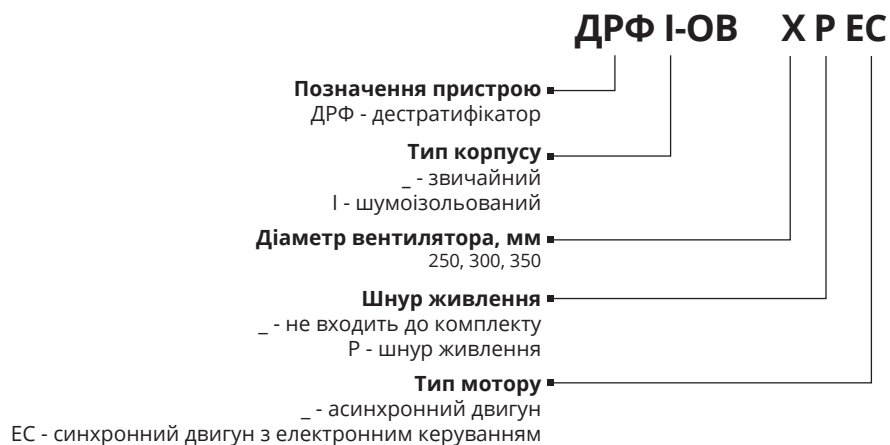 ДРФ І-ОВ X Р ЕС
Позначення пристрою
ДРФ - дестратифікатор
Тип корпусу
_ - звичайний
І - шумоізольований
Діаметр вентилятора, мм
250, 300, 350
Шнур живлення
_ - не входить до комплекту
Р - шнур живлення
Тип мотору
_ - асинхронний двигун
ЕС - синхронний двигун з електронним керуванням